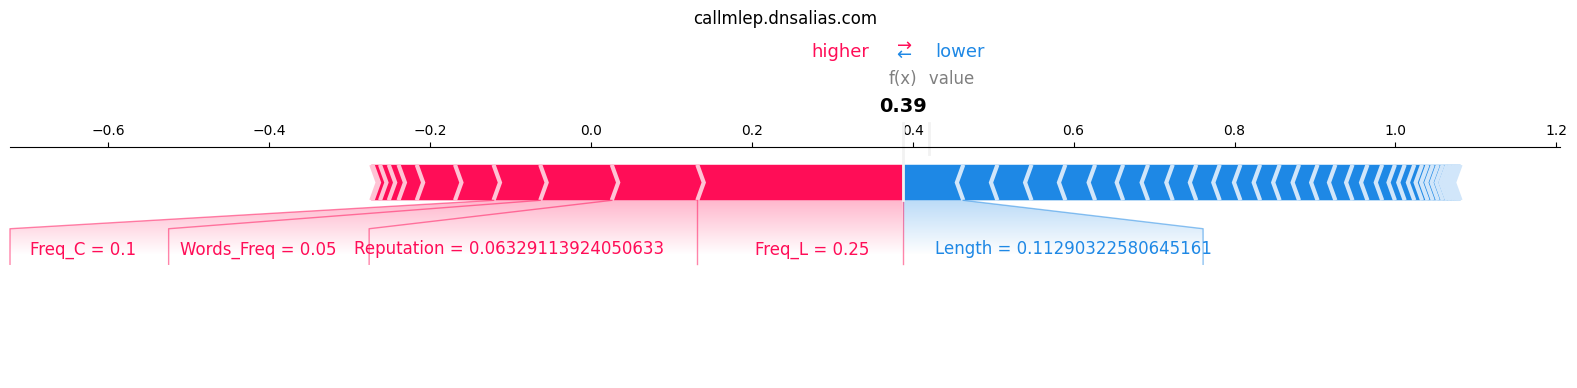 callmlep.dnsalias.com
higher ⇄ lower
f(x) value
0.39
−0.6 −0.4 −0.2 0.0 0.2 0.4 0.6 0.8 1.0 1.2
Freq_C = 0.1 Words_Freq = 0.05 Reputation = 0.06329113924050633 Freq_L = 0.25 Length = 0.11290322580645161